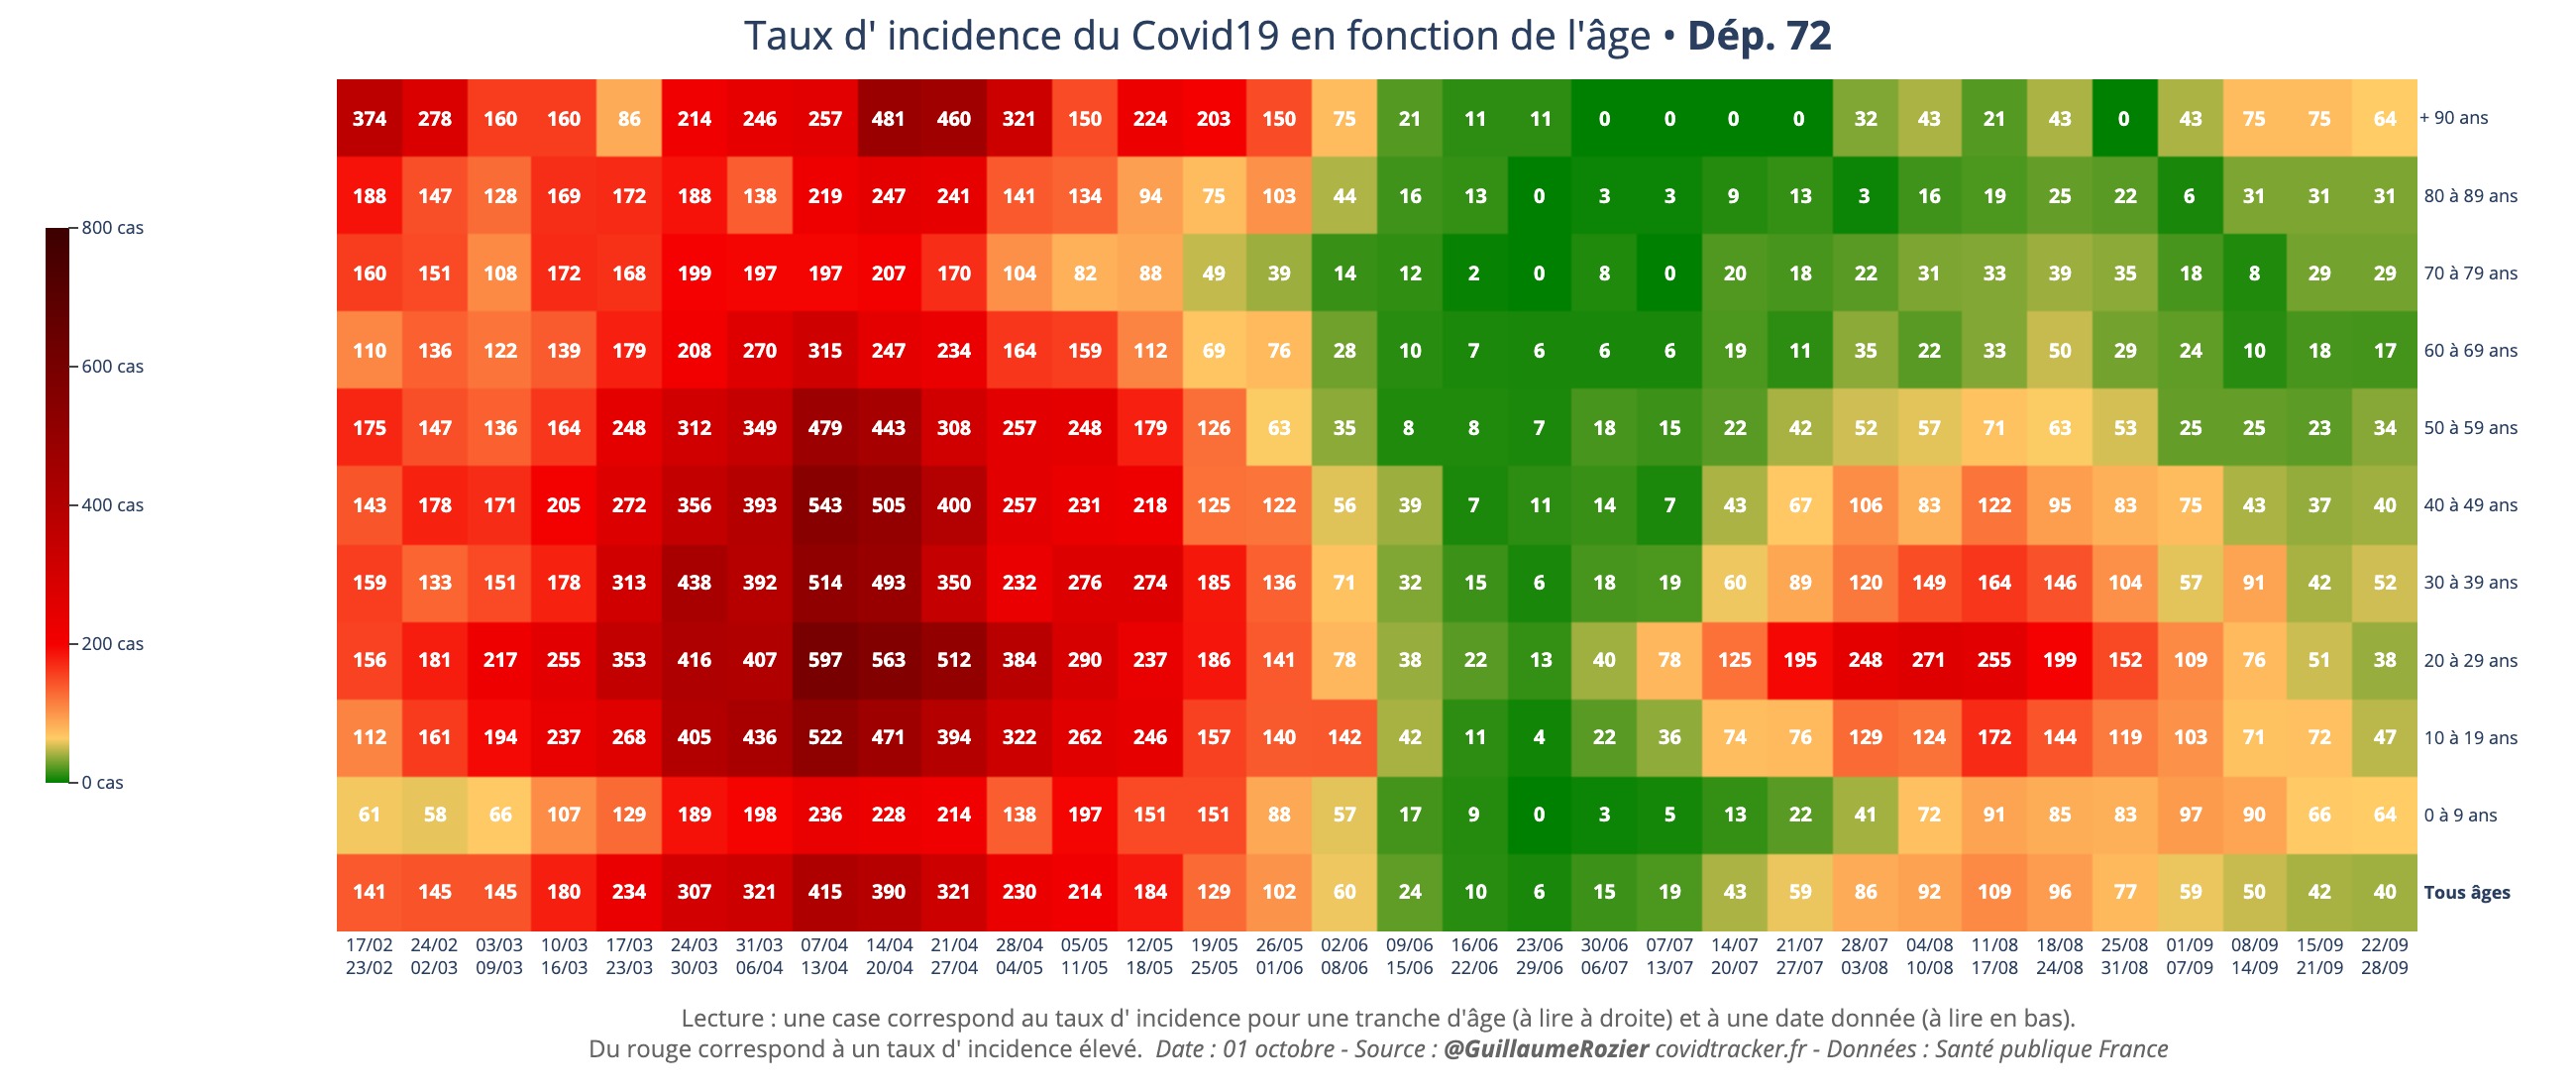 Taux d' incidence du Covid19 en fonction de l'âge • Dép. 72
800 cas
600 cas
400 cas
200 cas
0 cas
374 278 160 160 86 214 246 257 481 460 321 150 224 203 150 75 21 11 11 0 0 0 0 32 43 21 43 0 43 75 75 64 + 90 ans
188 147 128 169 172 188 138 219 247 241 141 134 94 75 103 44 16 13 0 3 3 9 13 3 16 19 25 22 6 31 31 31 80 à 89 ans
160 151 108 172 168 199 197 197 207 170 104 82 88 49 39 14 12 2 0 8 0 20 18 22 31 33 39 35 18 8 29 29 70 à 79 ans
110 136 122 139 179 208 270 315 247 234 164 159 112 69 76 28 10 7 6 6 6 19 11 35 22 33 50 29 24 10 18 17 60 à 69 ans
175 147 136 164 248 312 349 479 443 308 257 248 179 126 63 35 8 8 7 18 15 22 42 52 57 71 63 53 25 25 23 34 50 à 59 ans
143 178 171 205 272 356 393 543 505 400 257 231 218 125 122 56 39 7 11 14 7 43 67 106 83 122 95 83 75 43 37 40 40 à 49 ans
159 133 151 178 313 438 392 514 493 350 232 276 274 185 136 71 32 15 6 18 19 60 89 120 149 164 146 104 57 91 42 52 30 à 39 ans
156 181 217 255 353 416 407 597 563 512 384 290 237 186 141 78 38 22 13 40 78 125 195 248 271 255 199 152 109 76 51 38 20 à 29 ans
112 161 194 237 268 405 436 522 471 394 322 262 246 157 140 142 42 11 4 22 36 74 76 129 124 172 144 119 103 71 72 47 10 à 19 ans
61 58 66 107 129 189 198 236 228 214 138 197 151 151 88 57 17 9 0 3 5 13 22 41 72 91 85 83 97 90 66 64 0 à 9 ans
141 145 145 180 234 307 321 415 390 321 230 214 184 129 102 60 24 10 6 15 19 43 59 86 92 109 96 77 59 50 42 40 Tous âges
17/02 24/02 03/03 10/03 17/03 24/03 31/03 07/04 14/04 21/04 28/04 05/05 12/05 19/05 26/05 02/06 09/06 16/06 23/06 30/06 07/07 14/07 21/07 28/07 04/08 11/08 18/08 25/08 01/09 08/09 15/09 22/09
23/02 02/03 09/03 16/03 23/03 30/03 06/04 13/04 20/04 27/04 04/05 11/05 18/05 25/05 01/06 08/06 15/06 22/06 29/06 06/07 13/07 20/07 27/07 03/08 10/08 17/08 24/08 31/08 07/09 14/09 21/09 28/09
Lecture : une case correspond au taux d' incidence pour une tranche d'âge (à lire à droite) et à une date donnée (à lire en bas).
Du rouge correspond à un taux d' incidence élevé. Date : 01 octobre - Source : @GuillaumeRozier covidtracker.fr - Données : Santé publique France